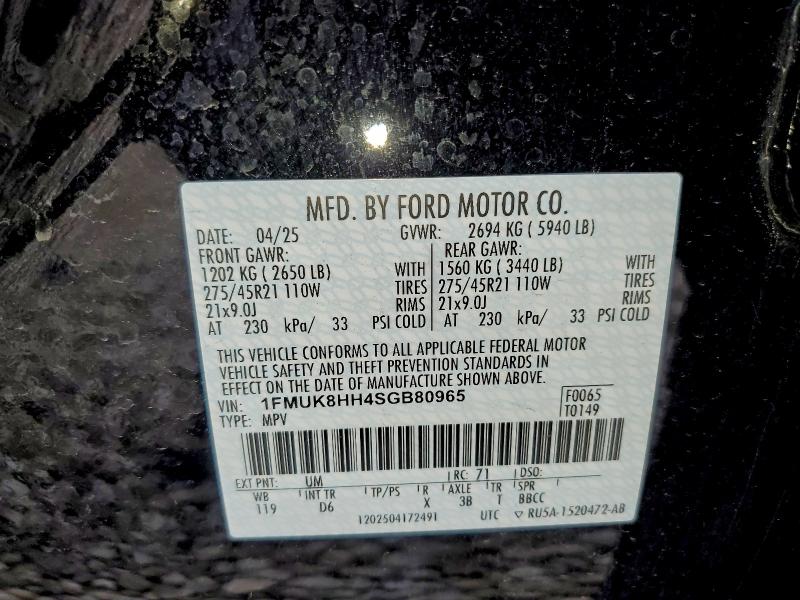 MFD. BY FORD MOTOR CO.
DATE: 04/25 GVWR: 2694 KG ( 5940 LB)
FRONT GAWR: REAR GAWR:
1202 KG ( 2650 LB) WITH 1560 KG ( 3440 LB) WITH
275/45R21 110W TIRES 275/45R21 110W TIRES
21x9.0J RIMS 21x9.0J RIMS
AT 230 kPa/ 33 PSI COLD AT 230 kPa/ 33 PSI COLD
THIS VEHICLE CONFORMS TO ALL APPLICABLE FEDERAL MOTOR
VEHICLE SAFETY AND THEFT PREVENTION STANDARDS IN
EFFECT ON THE DATE OF MANUFACTURE SHOWN ABOVE.
VIN: 1FMUK8HH4SGB80965 F0065
TYPE: MPV T0149
EXT PNT: UM RC: 71 DSO:
WB INT TR TP/PS R AXLE TR SPR
119 D6 X 3B T BBCC
1202504172491 UTC ▽ RU5A-1520472-AB